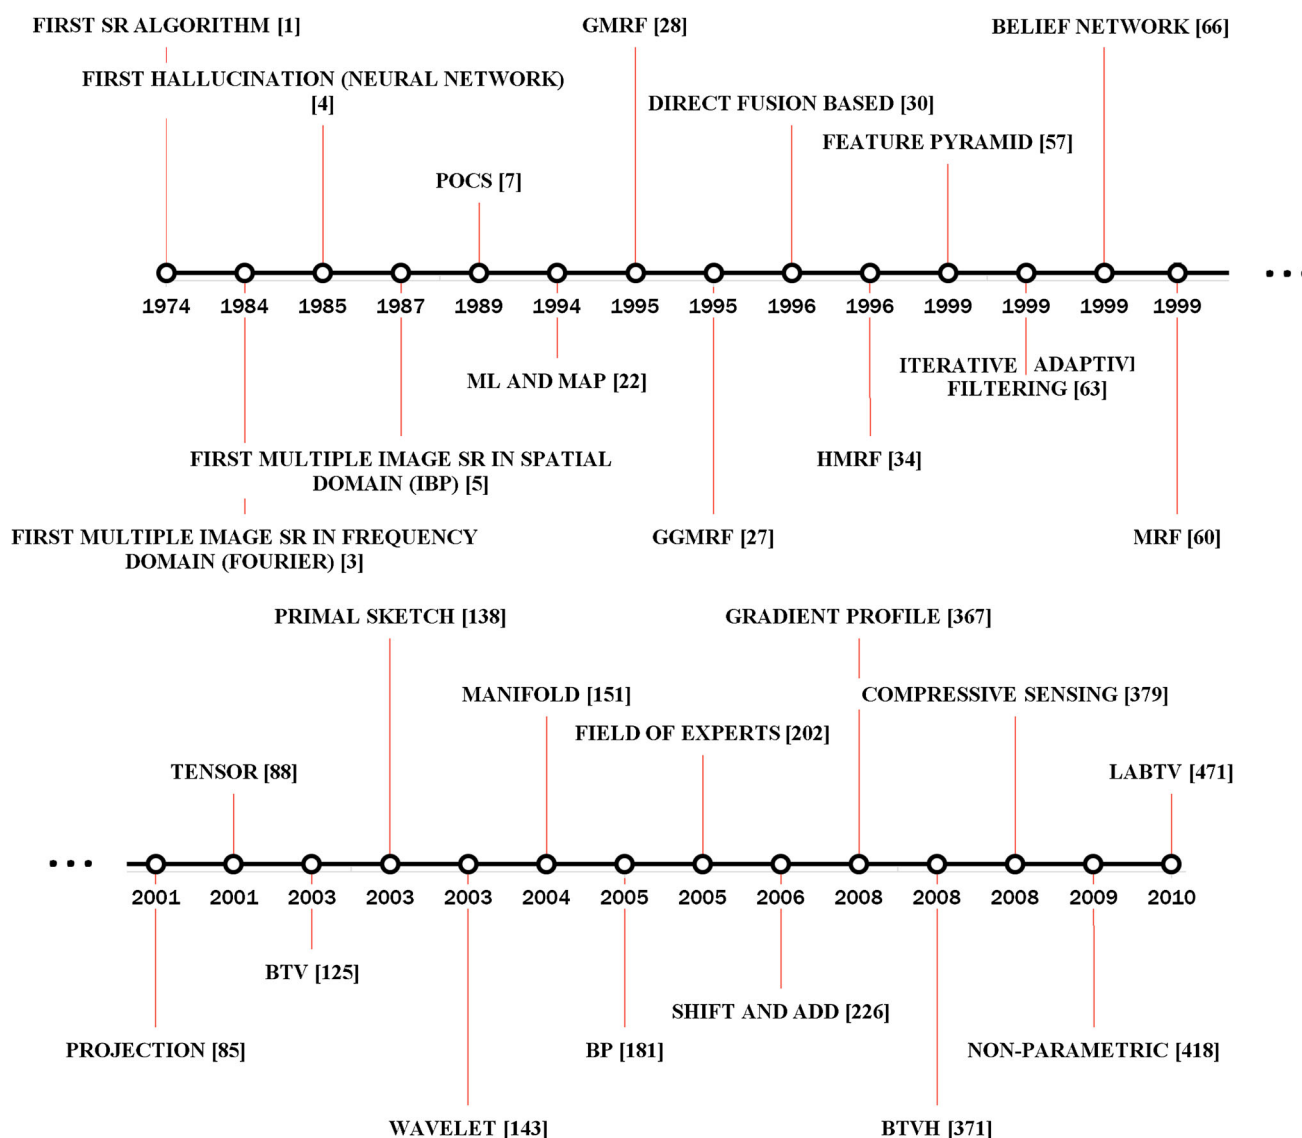 FIRST SR ALGORITHM [1]
GMRF [28]
BELIEF NETWORK [66]
FIRST HALLUCINATION (NEURAL NETWORK)
[4]
DIRECT FUSION BASED [30]
FEATURE PYRAMID [57]
POCS [7]
...
1974 1984 1985 1987 1989 1994 1995 1995 1996 1996 1999 1999 1999 1999
ITERATIVE ADAPTIVI
FILTERING [63]
ML AND MAP [22]
FIRST MULTIPLE IMAGE SR IN SPATIAL
DOMAIN (IBP) [5]
HMRF [34]
FIRST MULTIPLE IMAGE SR IN FREQUENCY
DOMAIN (FOURIER) [3]
GGMRF [27]
MRF [60]
PRIMAL SKETCH [138]
GRADIENT PROFILE [367]
MANIFOLD [151]
COMPRESSIVE SENSING [379]
FIELD OF EXPERTS [202]
TENSOR [88]
LABTV [471]
...
2001 2001 2003 2003 2003 2004 2005 2005 2006 2008 2008 2008 2009 2010
BTV [125]
SHIFT AND ADD [226]
PROJECTION [85]
BP [181]
NON-PARAMETRIC [418]
WAVELET [143]
BTVH [371]